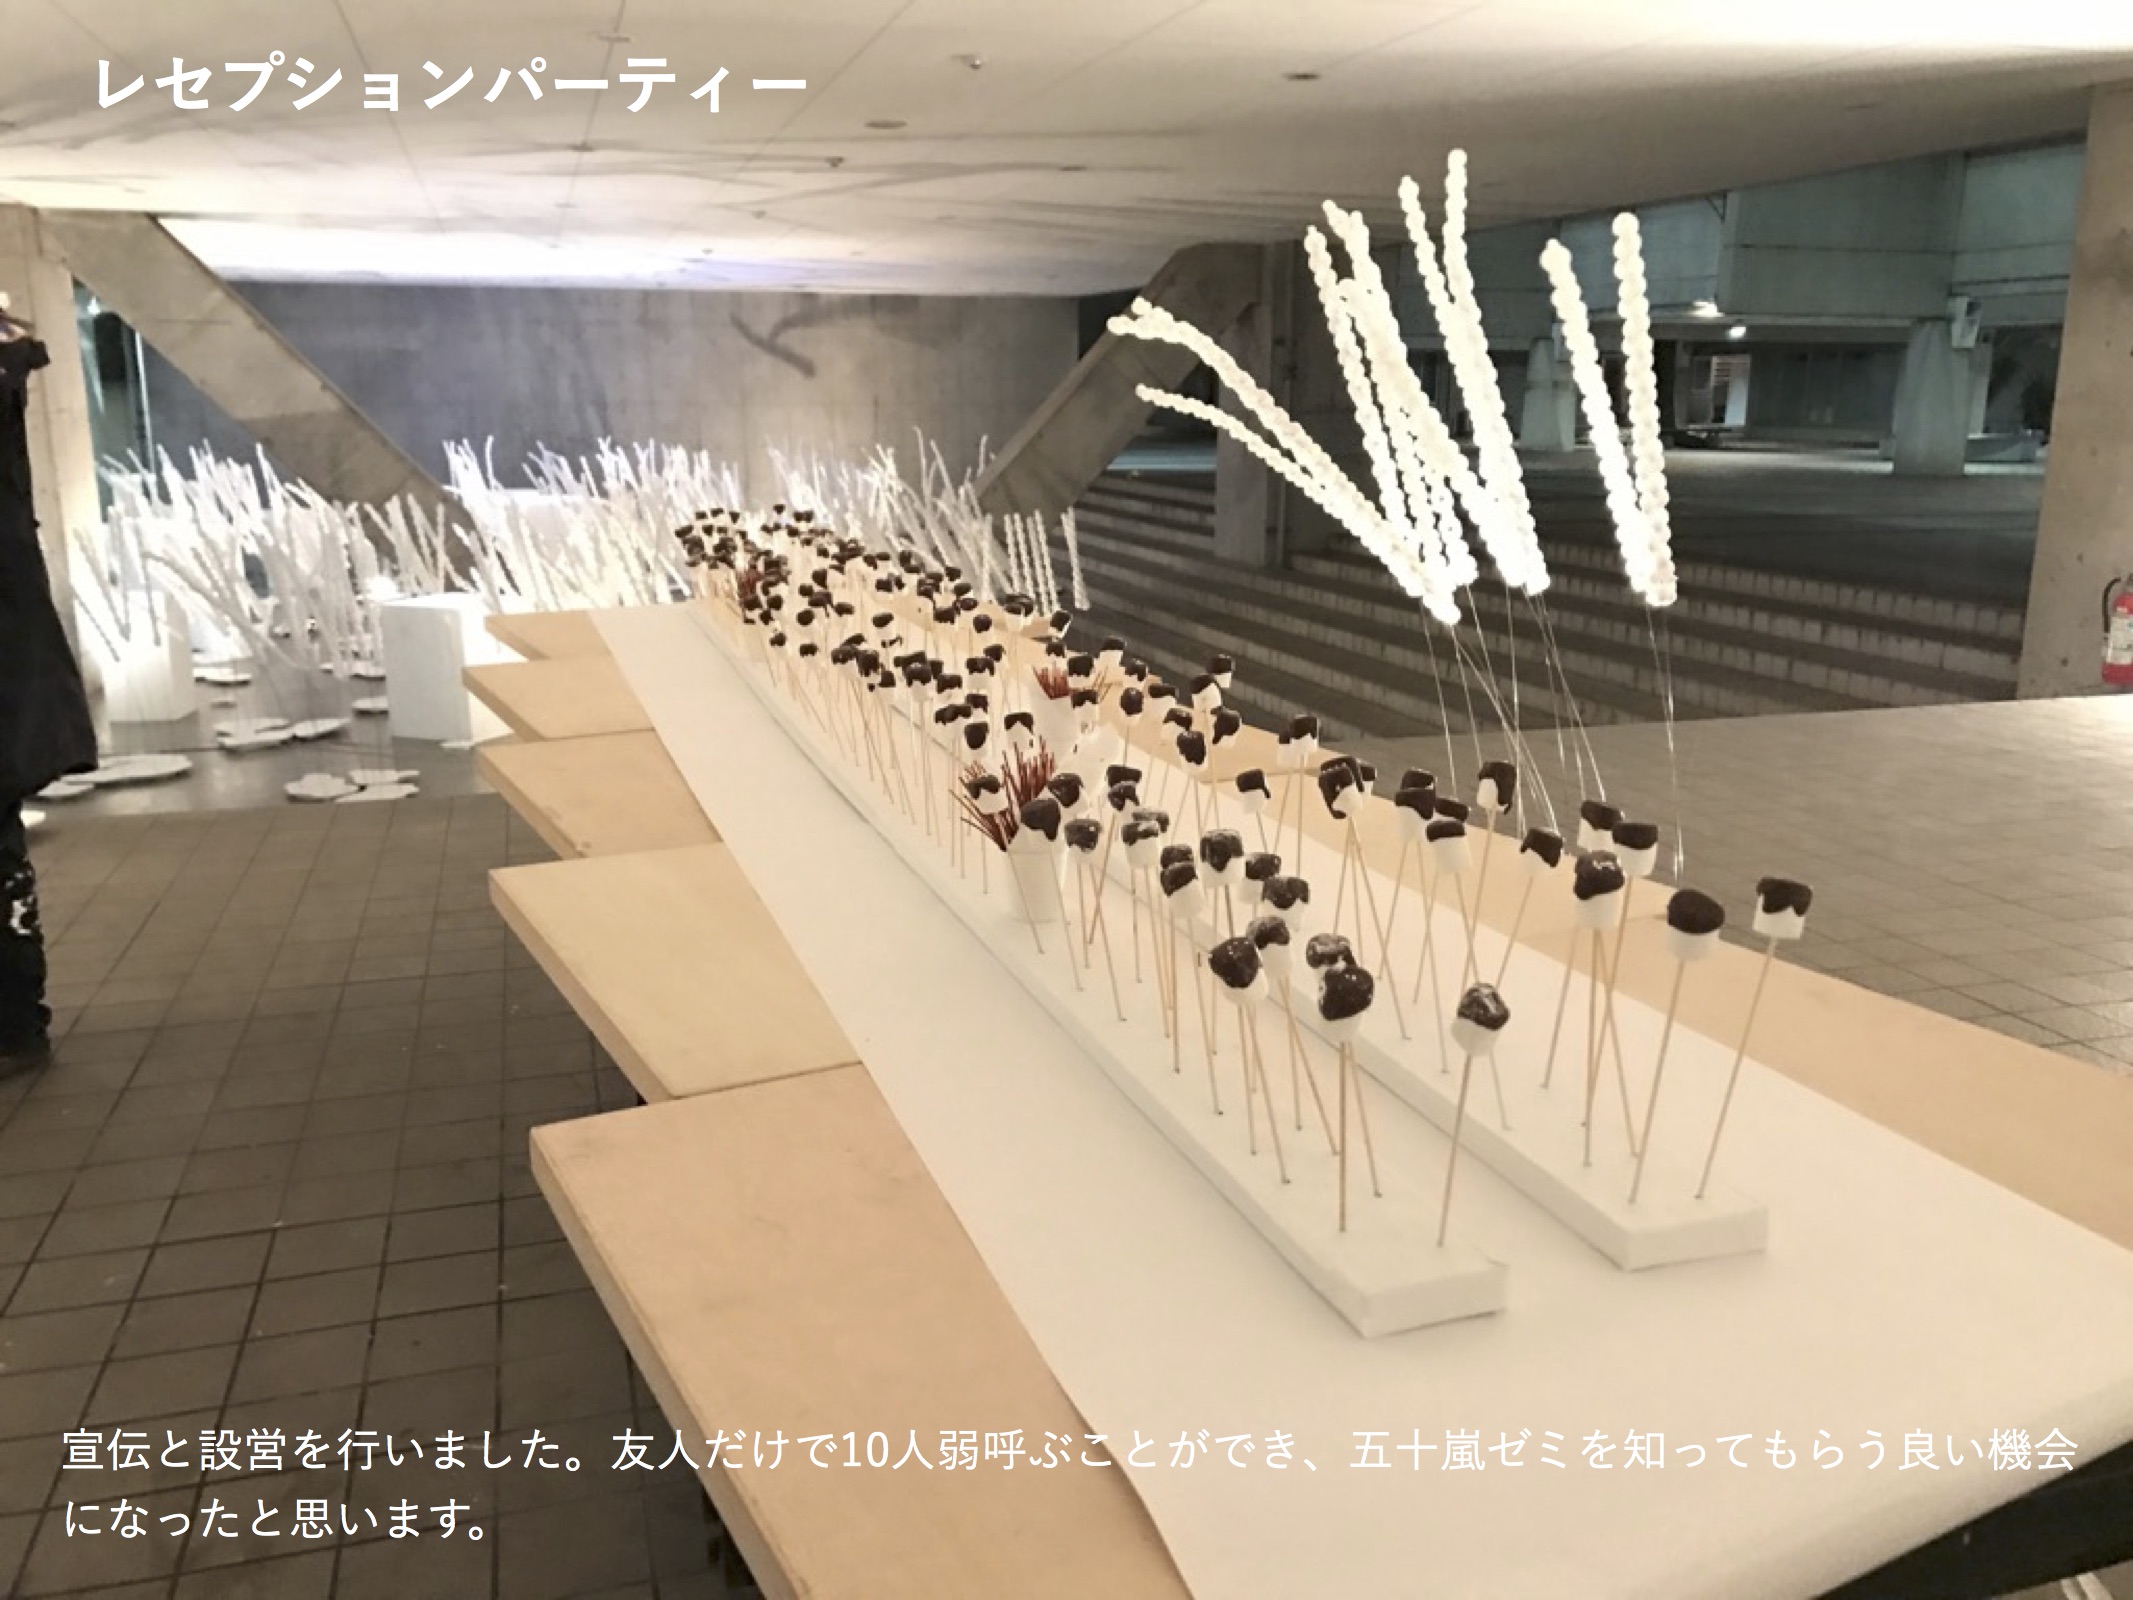 レセプションパーティー
宣伝と設営を行いました。友人だけで10人弱呼ぶことができ、五十嵐ゼミを知ってもらう良い機会
になったと思います。